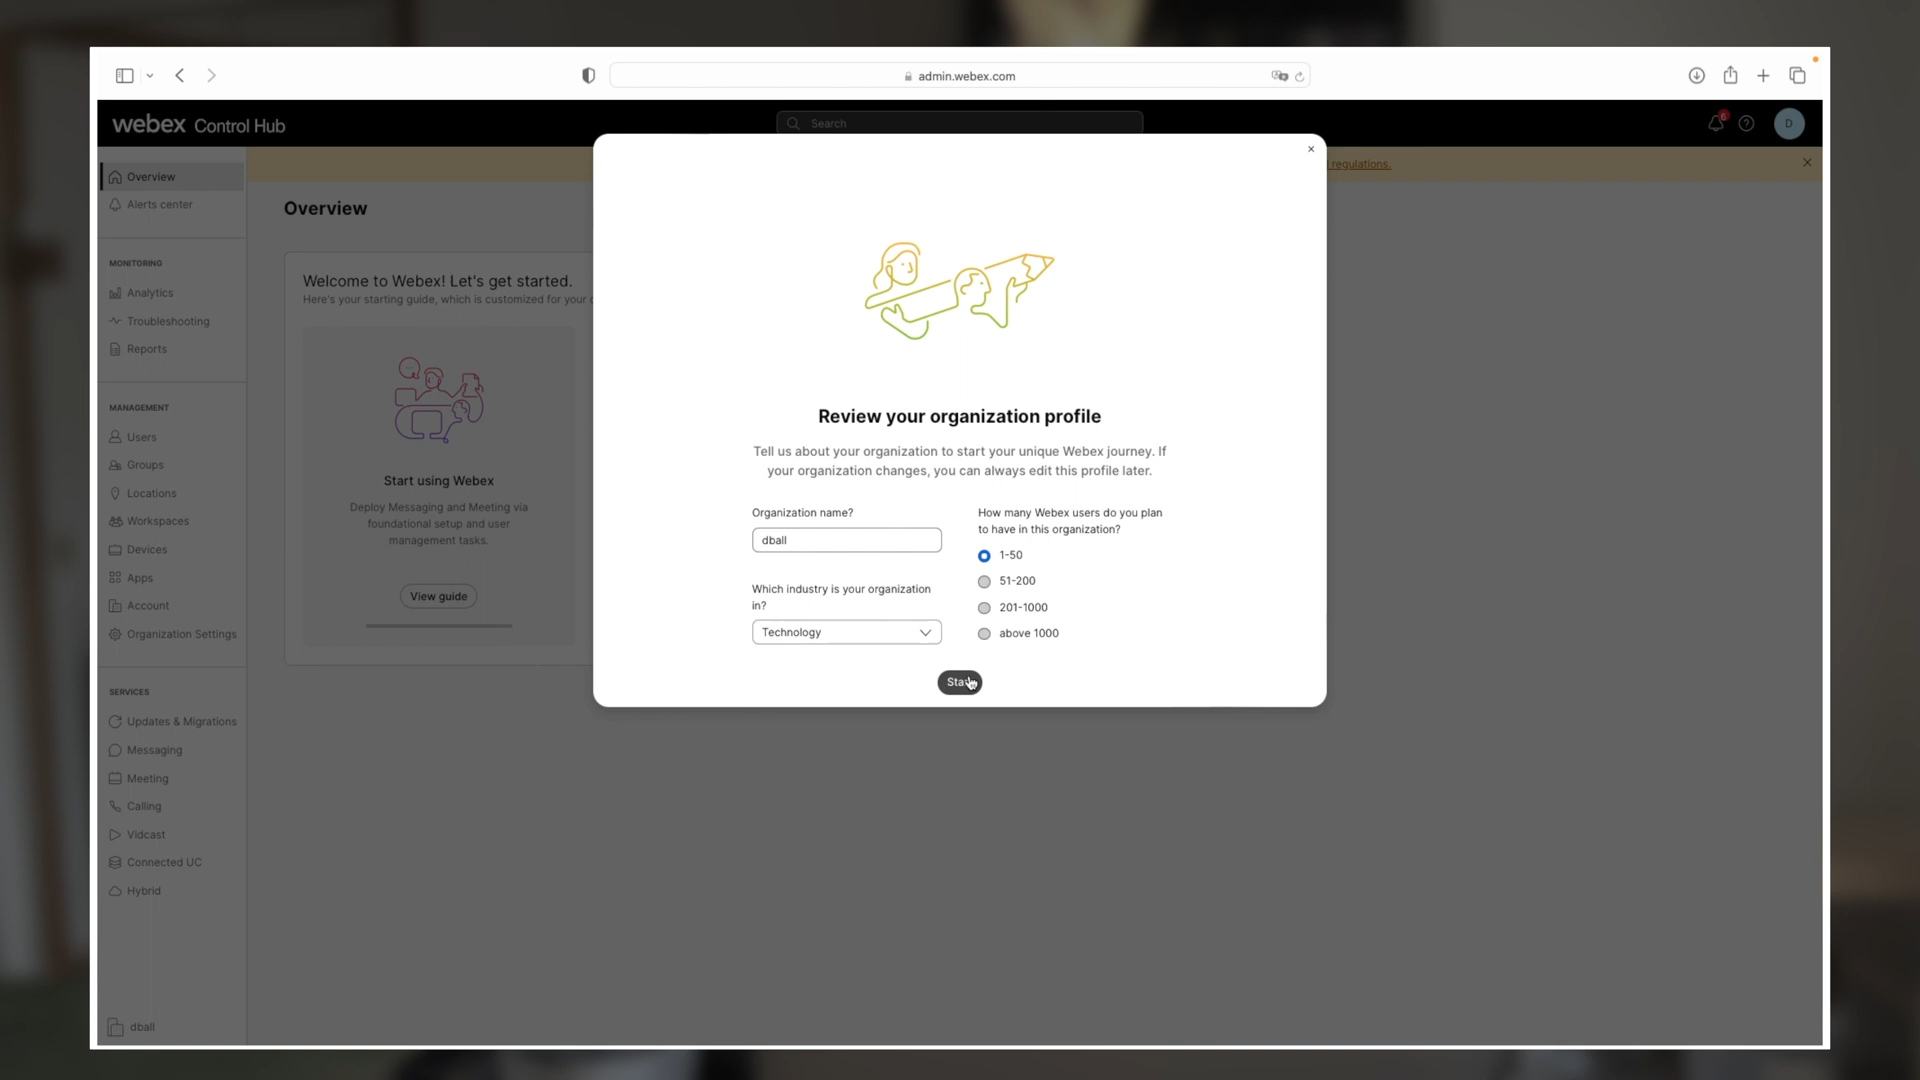 admin.webex.com
webex Control Hub
Search
6
D
regulations.
Overview
Alerts center
MONITORING
Analytics
Troubleshooting
Reports
MANAGEMENT
Users
Groups
Locations
Workspaces
Devices
Apps
Account
Organization Settings
SERVICES
Updates & Migrations
Messaging
Meeting
Calling
Vidcast
Connected UC
Hybrid
dball
Overview
Welcome to Webex! Let's get started.
Here's your starting guide, which is customized for your
Start using Webex
Deploy Messaging and Meeting via
foundational setup and user
management tasks.
View guide
Review your organization profile
Tell us about your organization to start your unique Webex journey. If
your organization changes, you can always edit this profile later.
Organization name?
dball
Which industry is your organization
in?
Technology
How many Webex users do you plan
to have in this organization?
1-50
51-200
201-1000
above 1000